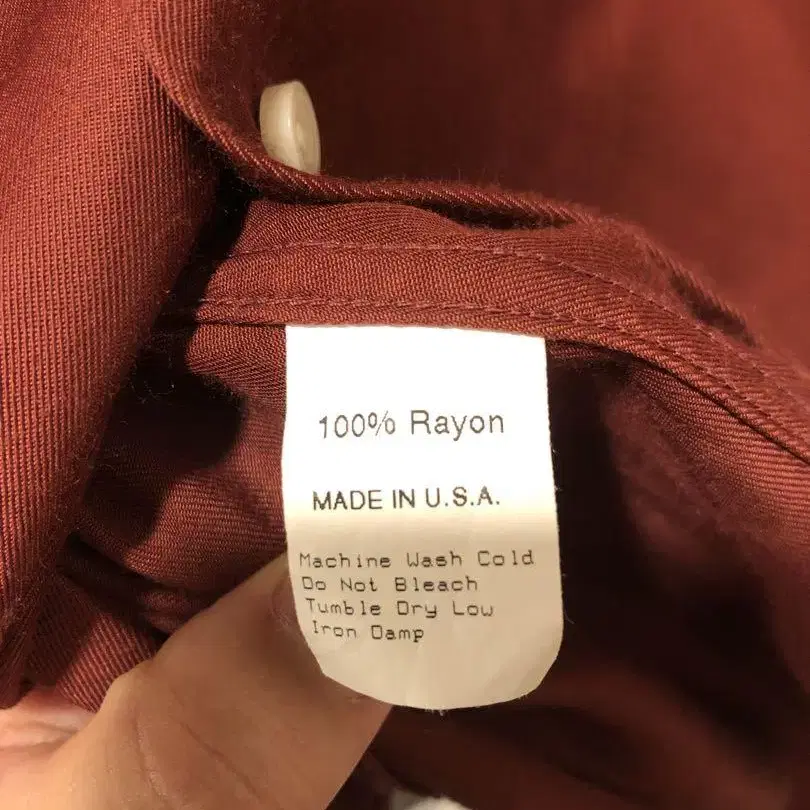 100% Rayon
MADE IN U.S.A.
Machine Wash Cold
Do Not Bleach
Tumble Dry Low
Iron Damp